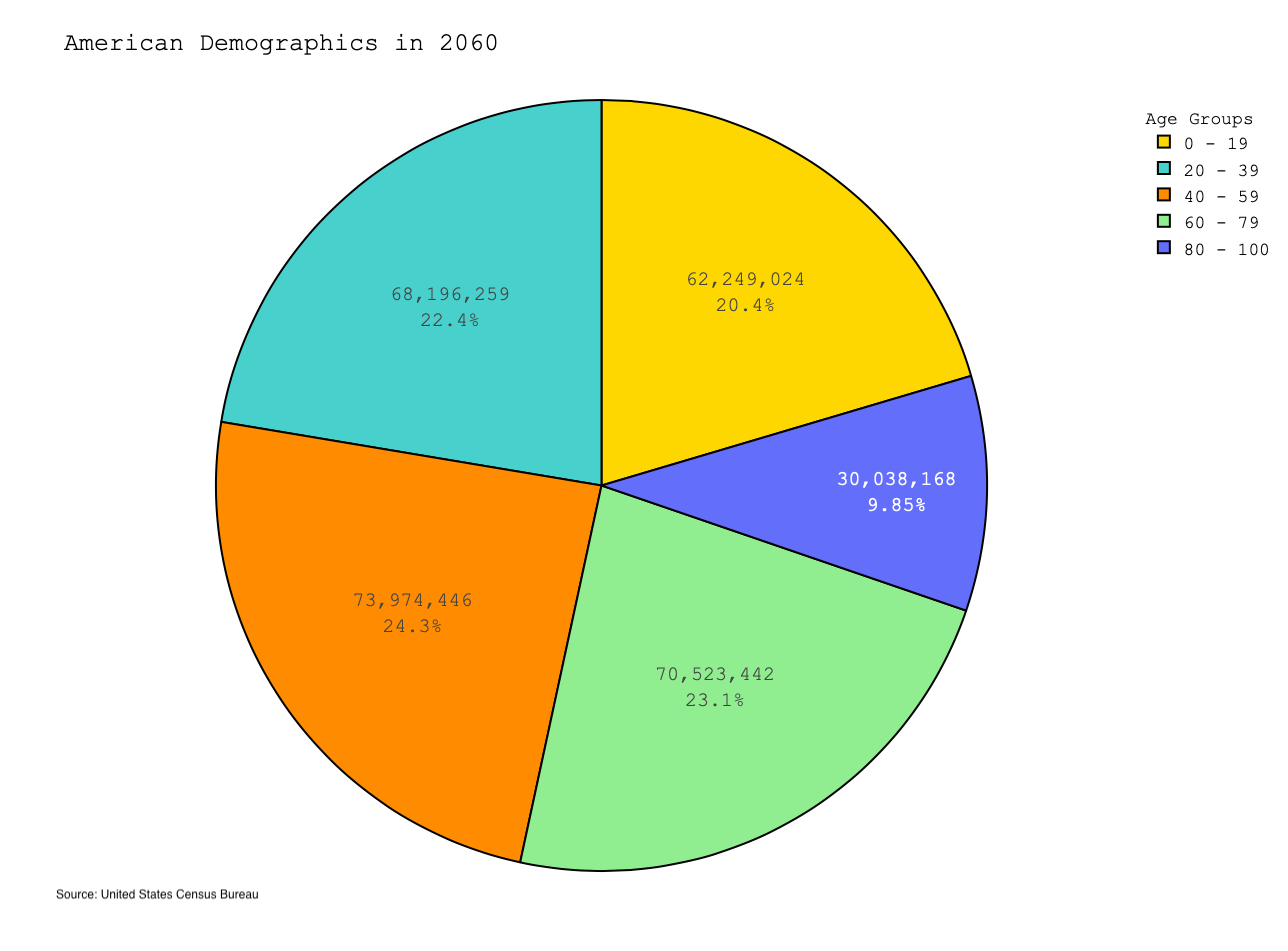 American Demographics in 2060
Age Groups
0 - 19
20 - 39
40 - 59
60 - 79
80 - 100
68,196,259
22.4%
62,249,024
20.4%
30,038,168
9.85%
73,974,446
24.3%
70,523,442
23.1%
Source: United States Census Bureau